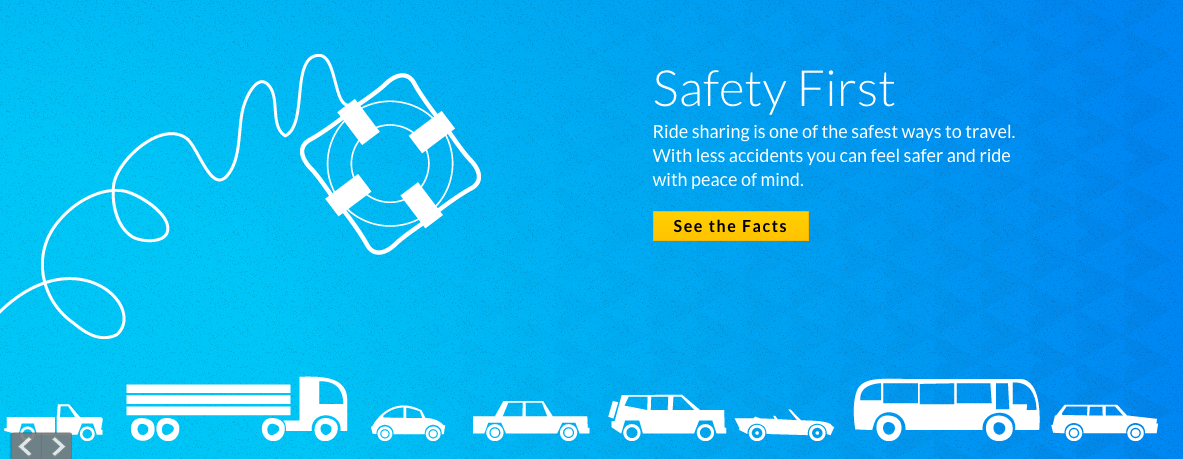 Safety First
Ride sharing is one of the safest ways to travel.
With less accidents you can feel safer and ride
with peace of mind.
See the Facts